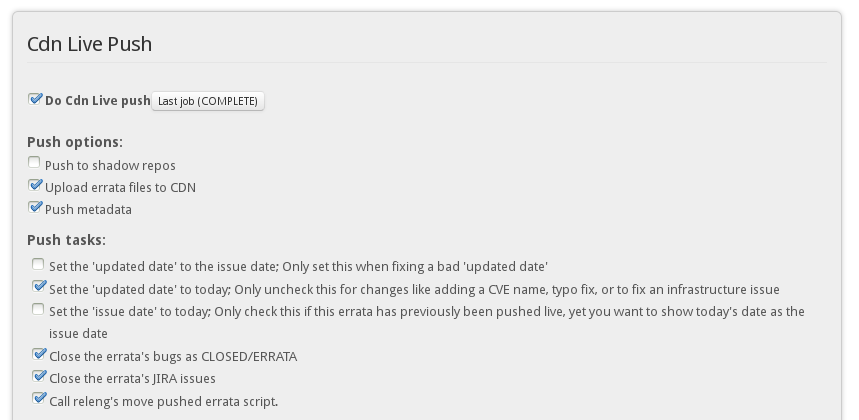 Cdn Live Push
Do Cdn Live push Last job (COMPLETE)
Push options:
Push to shadow repos
Upload errata files to CDN
Push metadata
Push tasks:
Set the 'updated date' to the issue date; Only set this when fixing a bad 'updated date'
Set the 'updated date' to today; Only uncheck this for changes like adding a CVE name, typo fix, or to fix an infrastructure issue
Set the 'issue date' to today; Only check this if this errata has previously been pushed live, yet you want to show today's date as the
issue date
Close the errata's bugs as CLOSED/ERRATA
Close the errata's JIRA issues
Call releng's move pushed errata script.